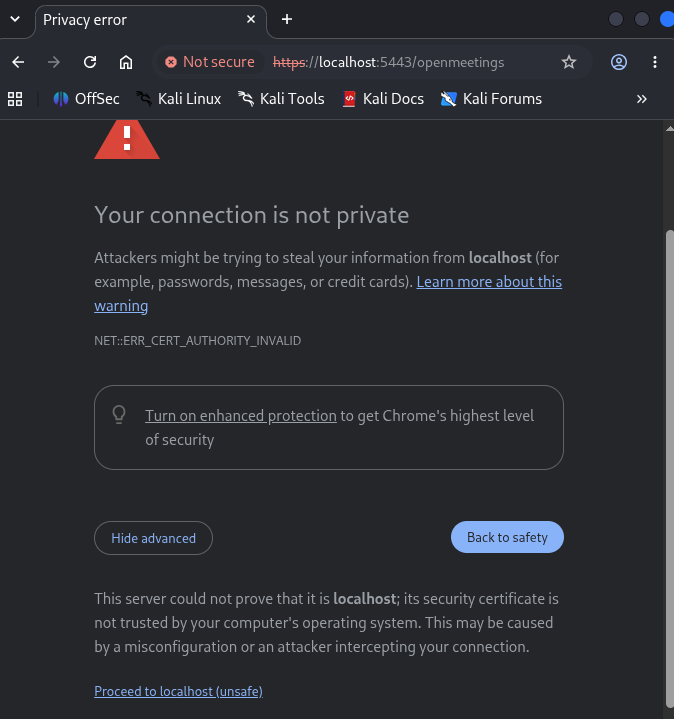 Privacy error
Not secure https://localhost:5443/openmeetings
OffSec Kali Linux Kali Tools Kali Docs Kali Forums
Your connection is not private
Attackers might be trying to steal your information from localhost (for
example, passwords, messages, or credit cards). Learn more about this
warning
NET::ERR_CERT_AUTHORITY_INVALID
Turn on enhanced protection to get Chrome's highest level
of security
Hide advanced Back to safety
This server could not prove that it is localhost; its security certificate is
not trusted by your computer's operating system. This may be caused
by a misconfiguration or an attacker intercepting your connection.
Proceed to localhost (unsafe)